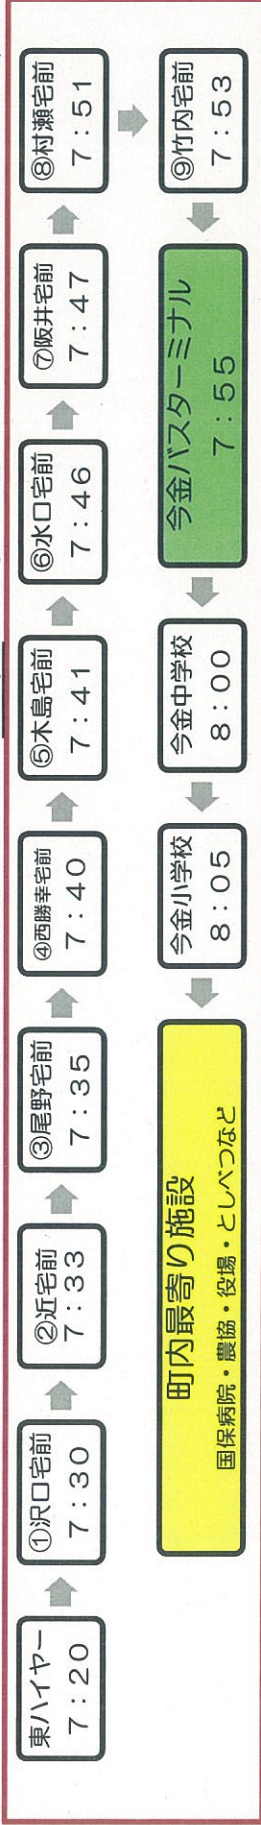 東ハイヤー
7:20
①沢口宅前
7:30
②近宅前
7:33
③尾野宅前
7:35
④西勝幸宅前
7:40
⑤木島宅前
7:41
⑥水口宅前
7:46
⑦阪井宅前
7:47
⑧村瀬宅前
7:51
⑨竹内宅前
7:53
今金バスターミナル
7:55
今金中学校
8:00
今金小学校
8:05
町内最寄り施設
国保病院・農協・役場・としべつなど